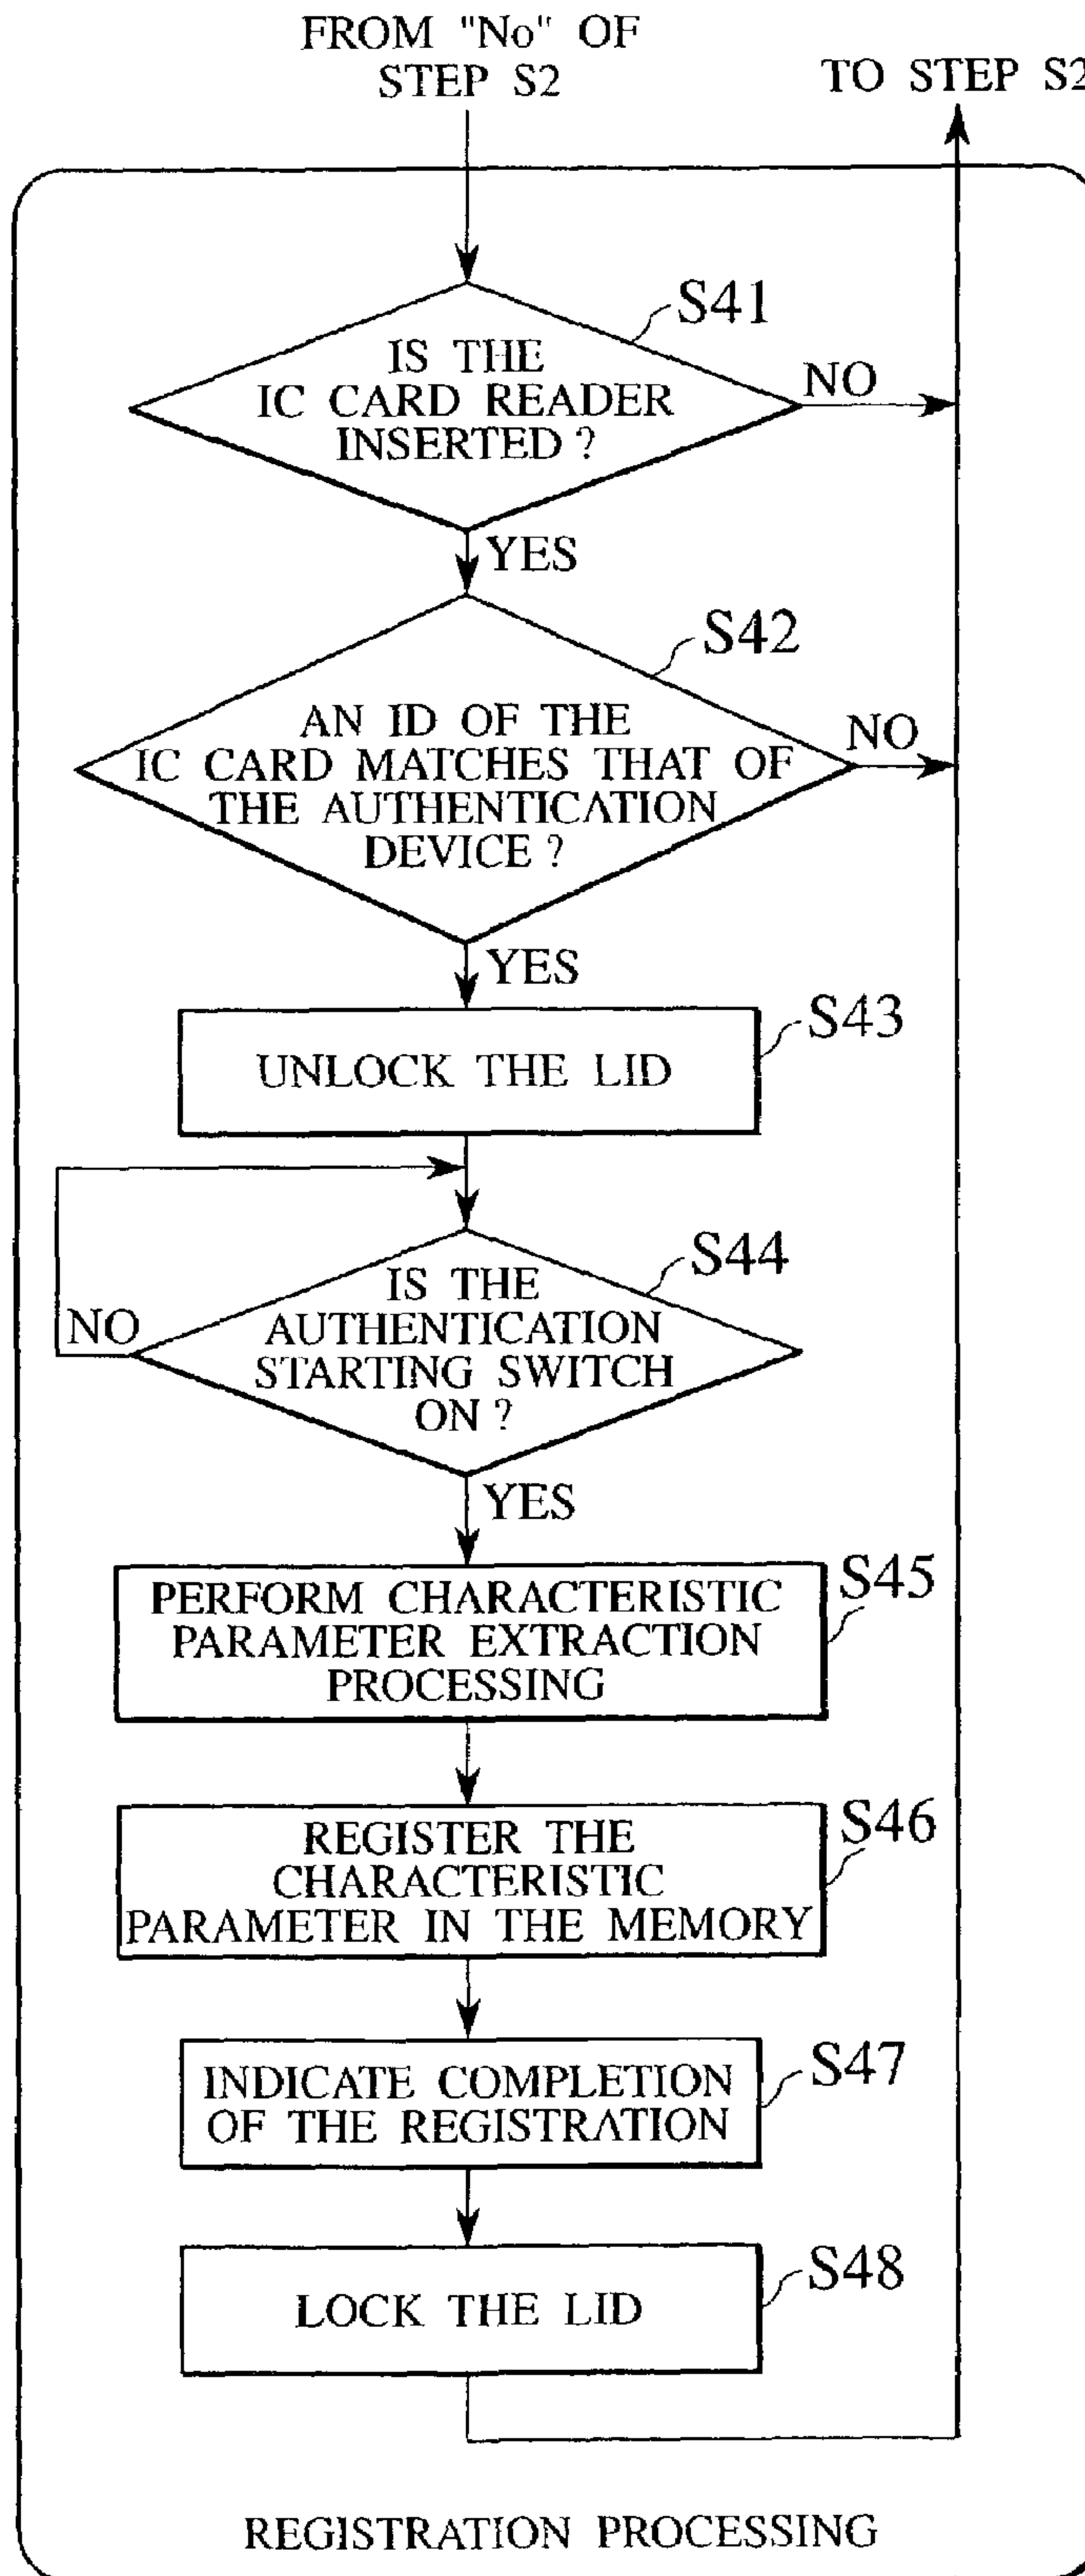 FROM "No" OF
STEP S2
TO STEP S2
S41
IS THE
IC CARD READER
INSERTED ?
NO
YES
S42
AN ID OF THE
IC CARD MATCHES THAT OF
THE AUTHENTICATION
DEVICE ?
NO
YES
S43
UNLOCK THE LID
S44
IS THE
AUTHENTICATION
STARTING SWITCH
ON ?
NO
YES
S45
PERFORM CHARACTERISTIC
PARAMETER EXTRACTION
PROCESSING
S46
REGISTER THE
CHARACTERISTIC
PARAMETER IN THE MEMORY
S47
INDICATE COMPLETION
OF THE REGISTRATION
S48
LOCK THE LID
REGISTRATION PROCESSING